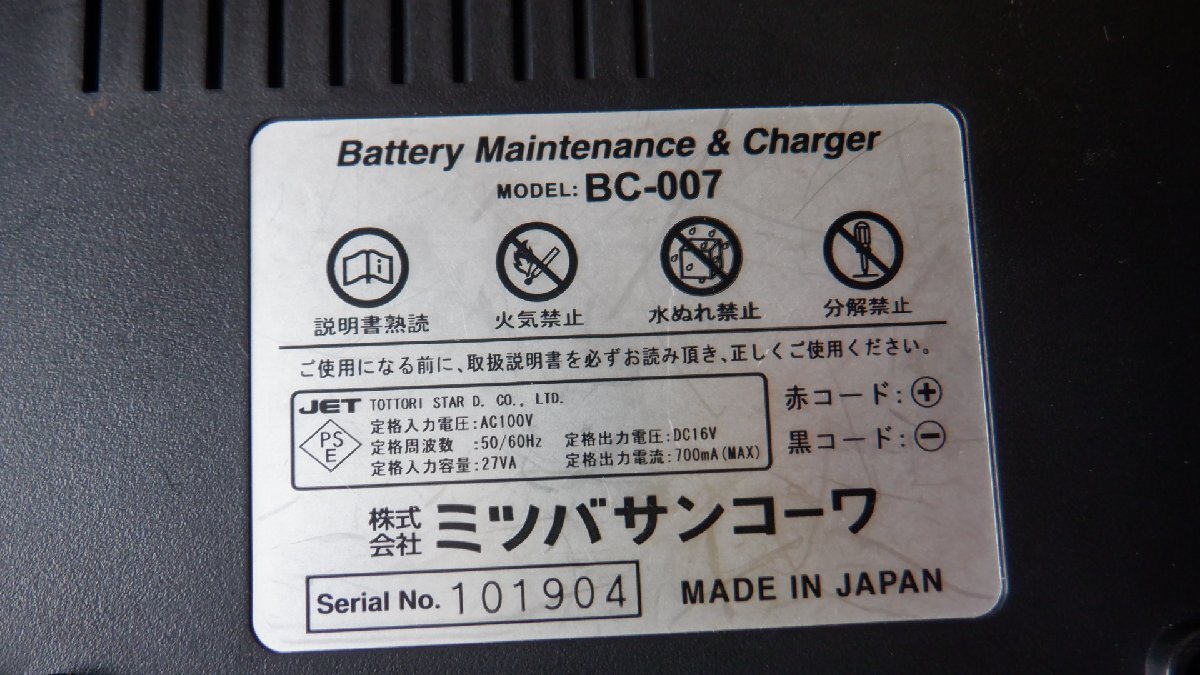 Battery Maintenance & Charger
MODEL: BC-007
説明書熟読 火気禁止 水ぬれ禁止 分解禁止
ご使用になる前に、取扱説明書を必ずお読み頂き、正しくご使用ください。
JET TOTTORI STAR D. CO., LTD.
PS
E
定格入力電圧:AC100V
定格周波数 :50/60Hz 定格出力電圧:DC16V
定格入力容量:27VA 定格出力電流:700mA(MAX)
赤コード:⊕
黒コード:⊖
株式会社 ミツバサンコーワ
Serial No. 101904
MADE IN JAPAN